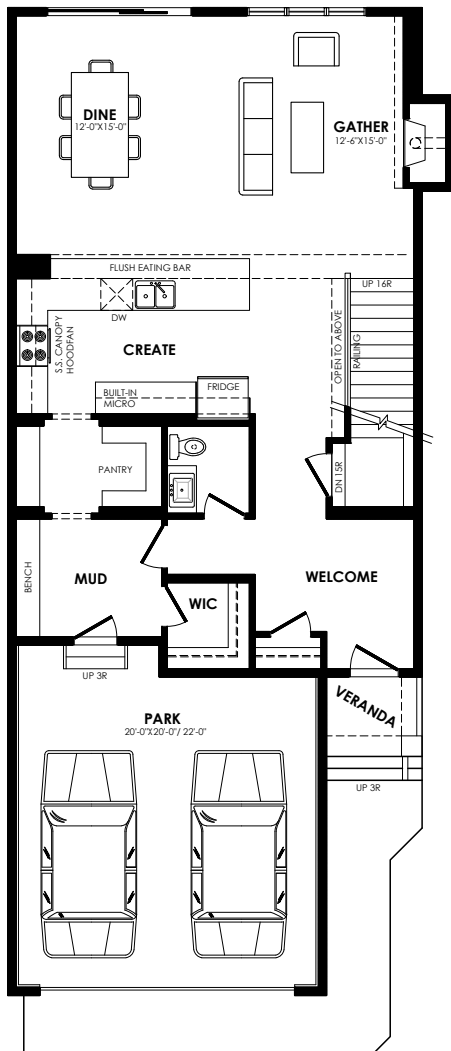 DINE
12'-0"X15'-0"
GATHER
12'-6"X15'-0"
FLUSH EATING BAR
UP 16R
DW
S.S. CANOPY
HOODFAN
CREATE
OPEN TO ABOVE
RAILING
BUILT-IN
MICRO
FRIDGE
PANTRY
DN 15R
BENCH
MUD
WIC
WELCOME
UP 3R
VERANDA
PARK
20'-0"X20'-0"/ 22'-0"
UP 3R